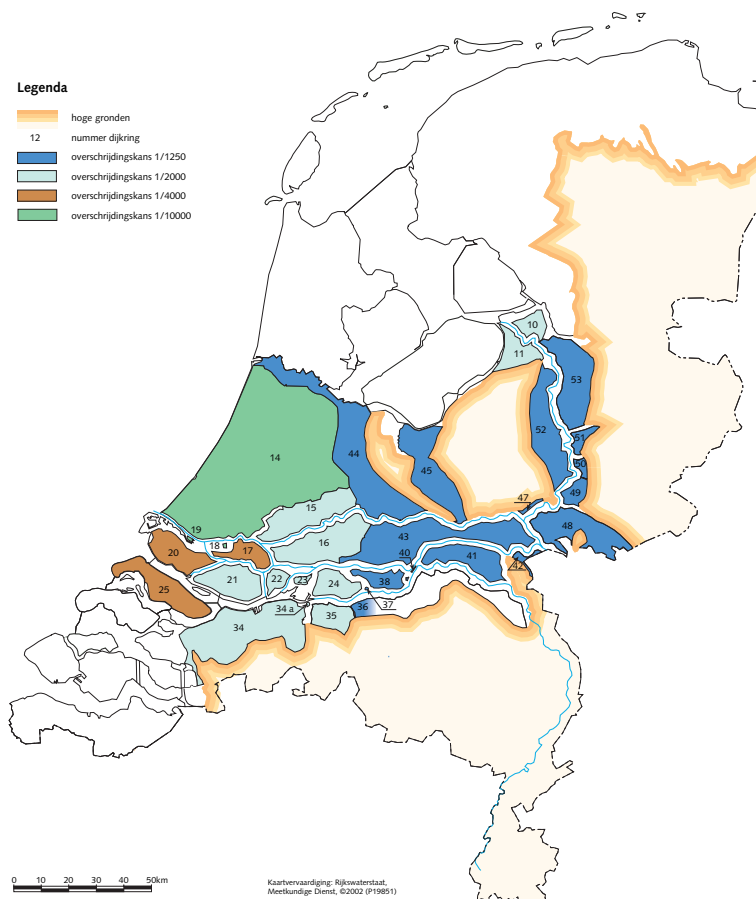 Legenda
hoge gronden
12 nummer dijkring
overschrijdingskans 1/1250
overschrijdingskans 1/2000
overschrijdingskans 1/4000
overschrijdingskans 1/10000
10
11
53
52
51
50
49
48
47
44
45
14
15
16
43
40
41
42
19
18
17
20
21
22
23
24
38
25
34
34 a
35
36
37
0 10 20 30 40 50km
Kaartvervaardiging: Rijkswaterstaat,
Meetkundige Dienst, ©2002 (P19851)